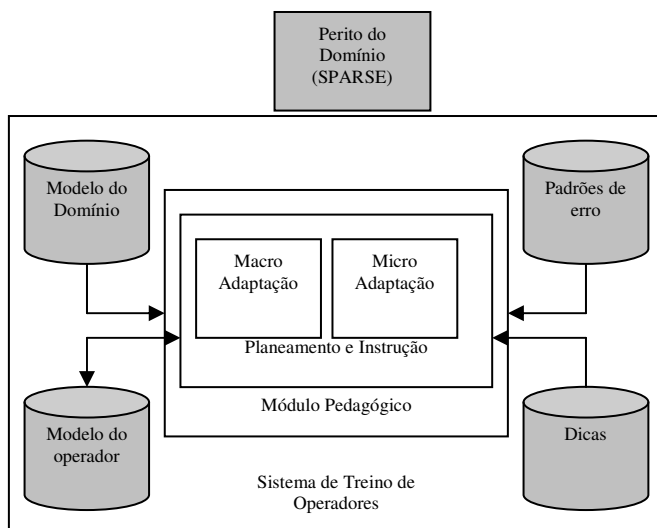 Perito do
Domínio
(SPARSE)
Modelo do
Domínio
Padrões de
erro
Macro
Adaptação
Micro
Adaptação
Planeamento e Instrução
Módulo Pedagógico
Modelo do
operador
Dicas
Sistema de Treino de
Operadores